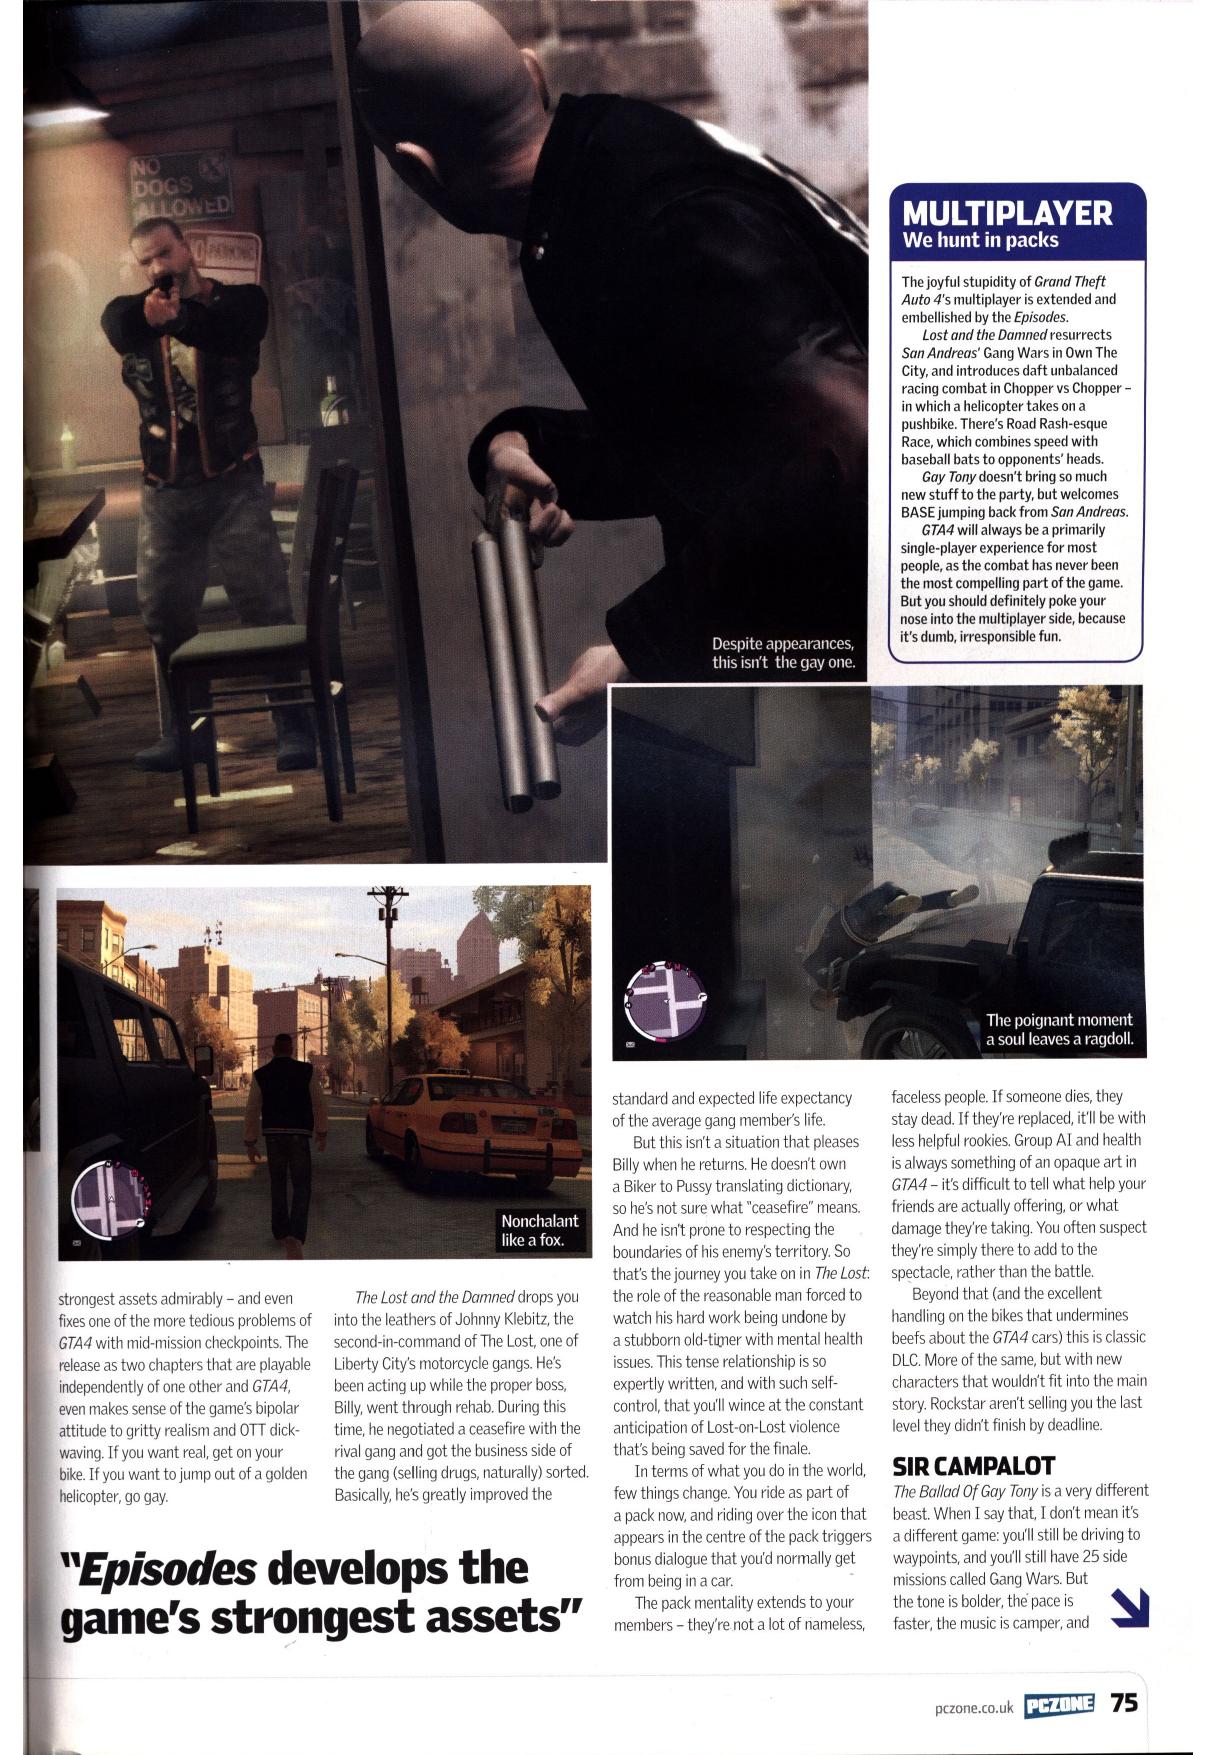 NO
DOGS
ALLOWED
NO PARKING
Despite appearances,
this isn't the gay one.
MULTIPLAYER
We hunt in packs
The joyful stupidity of Grand Theft
Auto 4's multiplayer is extended and
embellished by the Episodes.
Lost and the Damned resurrects
San Andreas' Gang Wars in Own The
City, and introduces daft unbalanced
racing combat in Chopper vs Chopper –
in which a helicopter takes on a
pushbike. There's Road Rash-esque
Race, which combines speed with
baseball bats to opponents' heads.
Gay Tony doesn't bring so much
new stuff to the party, but welcomes
BASE jumping back from San Andreas.
GTA4 will always be a primarily
single-player experience for most
people, as the combat has never been
the most compelling part of the game.
But you should definitely poke your
nose into the multiplayer side, because
it's dumb, irresponsible fun.
The poignant moment
a soul leaves a ragdoll.
Nonchalant
like a fox.
strongest assets admirably – and even
fixes one of the more tedious problems of
GTA4 with mid-mission checkpoints. The
release as two chapters that are playable
independently of one other and GTA4,
even makes sense of the game's bipolar
attitude to gritty realism and OTT dick-
waving. If you want real, get on your
bike. If you want to jump out of a golden
helicopter, go gay.
The Lost and the Damned drops you
into the leathers of Johnny Klebitz, the
second-in-command of The Lost, one of
Liberty City's motorcycle gangs. He's
been acting up while the proper boss,
Billy, went through rehab. During this
time, he negotiated a ceasefire with the
rival gang and got the business side of
the gang (selling drugs, naturally) sorted.
Basically, he's greatly improved the
"Episodes develops the
game's strongest assets"
standard and expected life expectancy
of the average gang member's life.
But this isn't a situation that pleases
Billy when he returns. He doesn't own
a Biker to Pussy translating dictionary,
so he's not sure what "ceasefire" means.
And he isn't prone to respecting the
boundaries of his enemy's territory. So
that's the journey you take on in The Lost:
the role of the reasonable man forced to
watch his hard work being undone by
a stubborn old-timer with mental health
issues. This tense relationship is so
expertly written, and with such self-
control, that you'll wince at the constant
anticipation of Lost-on-Lost violence
that's being saved for the finale.
In terms of what you do in the world,
few things change. You ride as part of
a pack now, and riding over the icon that
appears in the centre of the pack triggers
bonus dialogue that you'd normally get
from being in a car.
The pack mentality extends to your
members – they're not a lot of nameless,
faceless people. If someone dies, they
stay dead. If they're replaced, it'll be with
less helpful rookies. Group AI and health
is always something of an opaque art in
GTA4 – it's difficult to tell what help your
friends are actually offering, or what
damage they're taking. You often suspect
they're simply there to add to the
spectacle, rather than the battle.
Beyond that (and the excellent
handling on the bikes that undermines
beefs about the GTA4 cars) this is classic
DLC. More of the same, but with new
characters that wouldn't fit into the main
story. Rockstar aren't selling you the last
level they didn't finish by deadline.
SIR CAMPALOT
The Ballad Of Gay Tony is a very different
beast. When I say that, I don't mean it's
a different game: you'll still be driving to
waypoints, and you'll still have 25 side
missions called Gang Wars. But
the tone is bolder, the pace is
faster, the music is camper, and
pczone.co.uk PCZONE 75